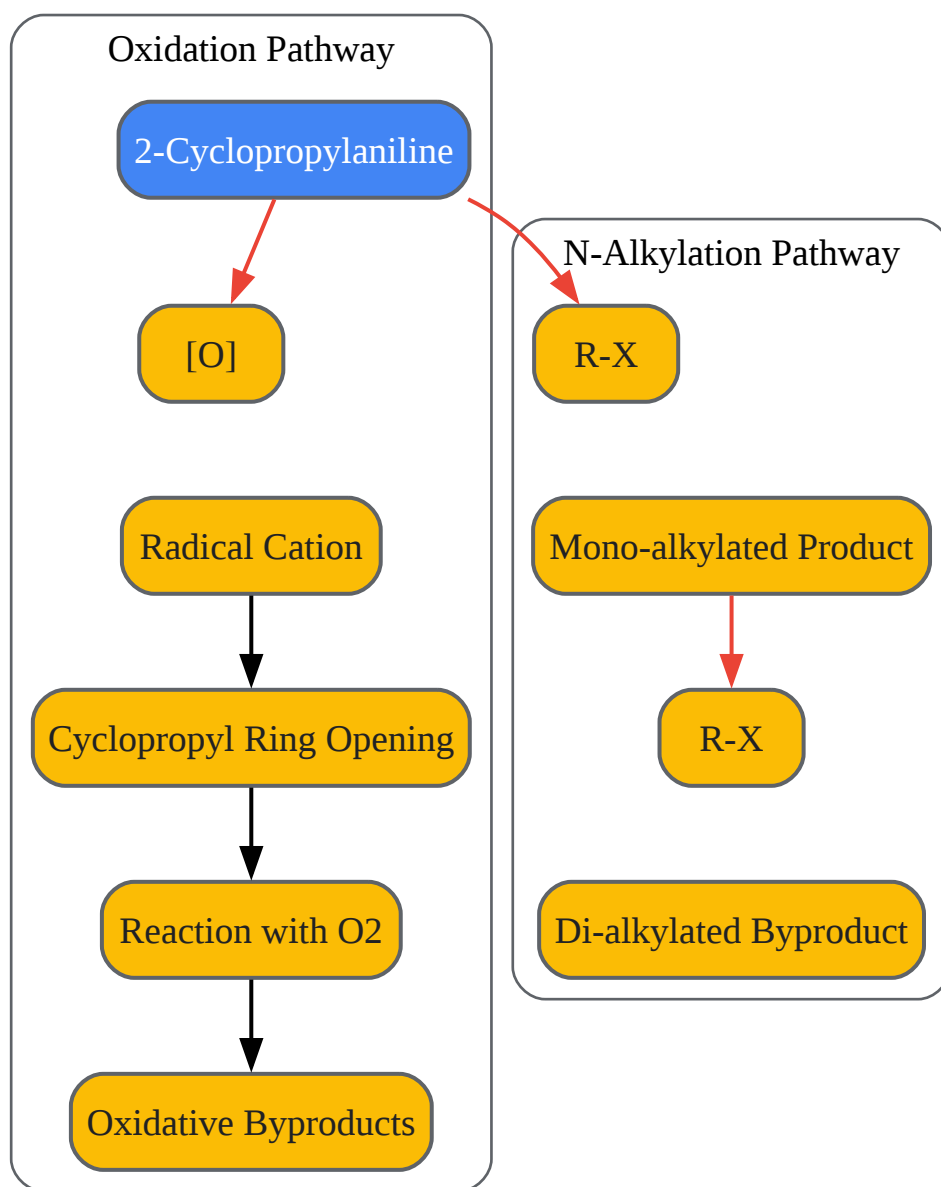 Oxidation Pathway
2-Cyclopropylaniline
[O]
Radical Cation
Cyclopropyl Ring Opening
Reaction with O2
Oxidative Byproducts
N-Alkylation Pathway
R-X
Mono-alkylated Product
R-X
Di-alkylated Byproduct